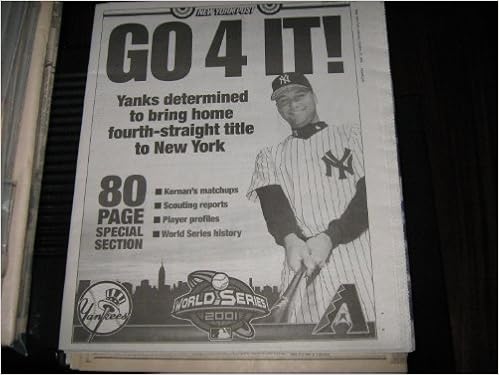 NEW YORK POST
GO 4 IT!
Yanks determined
to bring home
fourth-straight title
to New York
80
PAGE
SPECIAL
SECTION
■ Kernan's matchups
■ Scouting reports
■ Player profiles
■ World Series history
NY
NY
Yankees
WORLD SERIES
2001
A